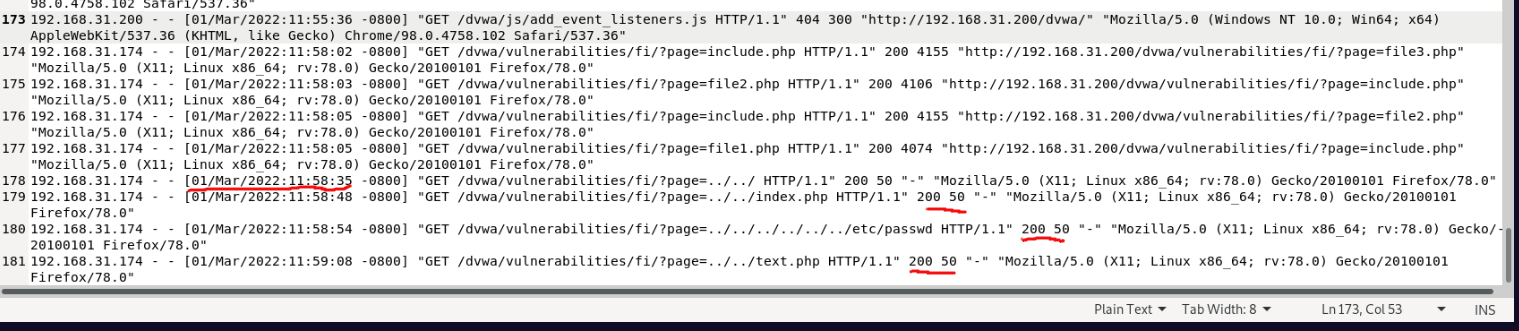 98.0.4758.102 Safari/537.36"
173 192.168.31.200 - - [01/Mar/2022:11:55:36 -0800] "GET /dvwa/js/add_event_listeners.js HTTP/1.1" 404 300 "http://192.168.31.200/dvwa/" "Mozilla/5.0 (Windows NT 10.0; Win64; x64)
AppleWebKit/537.36 (KHTML, like Gecko) Chrome/98.0.4758.102 Safari/537.36"
174 192.168.31.174 - - [01/Mar/2022:11:58:02 -0800] "GET /dvwa/vulnerabilities/fi/?page=include.php HTTP/1.1" 200 4155 "http://192.168.31.200/dvwa/vulnerabilities/fi/?page=file3.php"
"Mozilla/5.0 (X11; Linux x86_64; rv:78.0) Gecko/20100101 Firefox/78.0"
175 192.168.31.174 - - [01/Mar/2022:11:58:03 -0800] "GET /dvwa/vulnerabilities/fi/?page=file2.php HTTP/1.1" 200 4106 "http://192.168.31.200/dvwa/vulnerabilities/fi/?page=include.php"
"Mozilla/5.0 (X11; Linux x86_64; rv:78.0) Gecko/20100101 Firefox/78.0"
176 192.168.31.174 - - [01/Mar/2022:11:58:05 -0800] "GET /dvwa/vulnerabilities/fi/?page=include.php HTTP/1.1" 200 4155 "http://192.168.31.200/dvwa/vulnerabilities/fi/?page=file2.php"
"Mozilla/5.0 (X11; Linux x86_64; rv:78.0) Gecko/20100101 Firefox/78.0"
177 192.168.31.174 - - [01/Mar/2022:11:58:05 -0800] "GET /dvwa/vulnerabilities/fi/?page=file1.php HTTP/1.1" 200 4074 "http://192.168.31.200/dvwa/vulnerabilities/fi/?page=include.php"
"Mozilla/5.0 (X11; Linux x86_64; rv:78.0) Gecko/20100101 Firefox/78.0"
178 192.168.31.174 - - [01/Mar/2022:11:58:35 -0800] "GET /dvwa/vulnerabilities/fi/?page=../../ HTTP/1.1" 200 50 "-" "Mozilla/5.0 (X11; Linux x86_64; rv:78.0) Gecko/20100101 Firefox/78.0"
179 192.168.31.174 - - [01/Mar/2022:11:58:48 -0800] "GET /dvwa/vulnerabilities/fi/?page=../../index.php HTTP/1.1" 200 50 "-" "Mozilla/5.0 (X11; Linux x86_64; rv:78.0) Gecko/20100101
Firefox/78.0"
180 192.168.31.174 - - [01/Mar/2022:11:58:54 -0800] "GET /dvwa/vulnerabilities/fi/?page=../../../../../../etc/passwd HTTP/1.1" 200 50 "-" "Mozilla/5.0 (X11; Linux x86_64; rv:78.0) Gecko/-
20100101 Firefox/78.0"
181 192.168.31.174 - - [01/Mar/2022:11:59:08 -0800] "GET /dvwa/vulnerabilities/fi/?page=../../text.php HTTP/1.1" 200 50 "-" "Mozilla/5.0 (X11; Linux x86_64; rv:78.0) Gecko/20100101
Firefox/78.0"
Plain Text Tab Width: 8 Ln 173, Col 53 INS